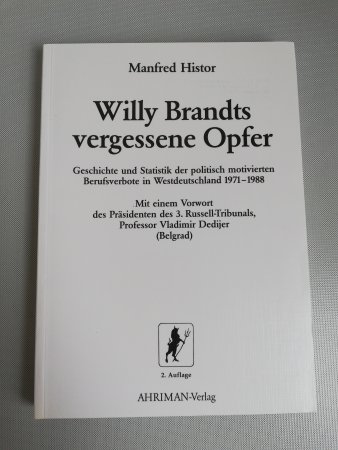 Manfred Histor
Willy Brandts
vergessene Opfer
Geschichte und Statistik der politisch motivierten
Berufsverbote in Westdeutschland 1971–1988
Mit einem Vorwort
des Präsidenten des 3. Russell-Tribunals,
Professor Vladimir Dedijer
(Belgrad)
2. Auflage
AHRIMAN-Verlag